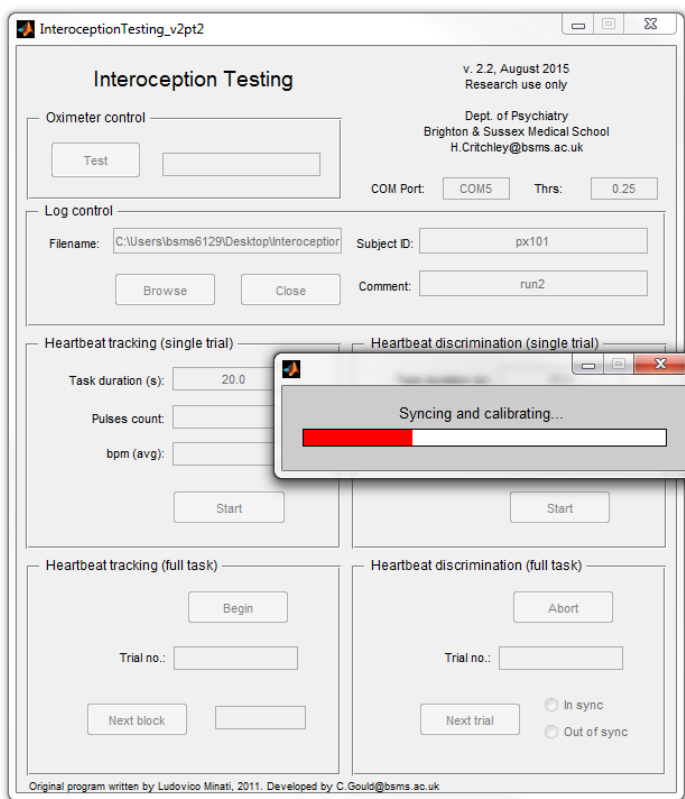 InteroceptionTesting_v2pt2
Interoception Testing
v. 2.2, August 2015
Research use only
Dept. of Psychiatry
Brighton & Sussex Medical School
H.Critchley@bsms.ac.uk
Oximeter control
Test
COM Port: COM5 Thrs: 0.25
Log control
Filename: C:\Users\bsms6129\Desktop\Interoception
Subject ID: px101
Browse Close
Comment: run2
Heartbeat tracking (single trial)
Task duration (s): 20.0
Pulses count:
bpm (avg):
Start
Heartbeat discrimination (single trial)
Syncing and calibrating...
Start
Heartbeat tracking (full task)
Begin
Trial no.:
Next block
Heartbeat discrimination (full task)
Abort
Trial no.:
Next trial
In sync
Out of sync
Original program written by Ludovico Minati, 2011. Developed by C.Gould@bsms.ac.uk